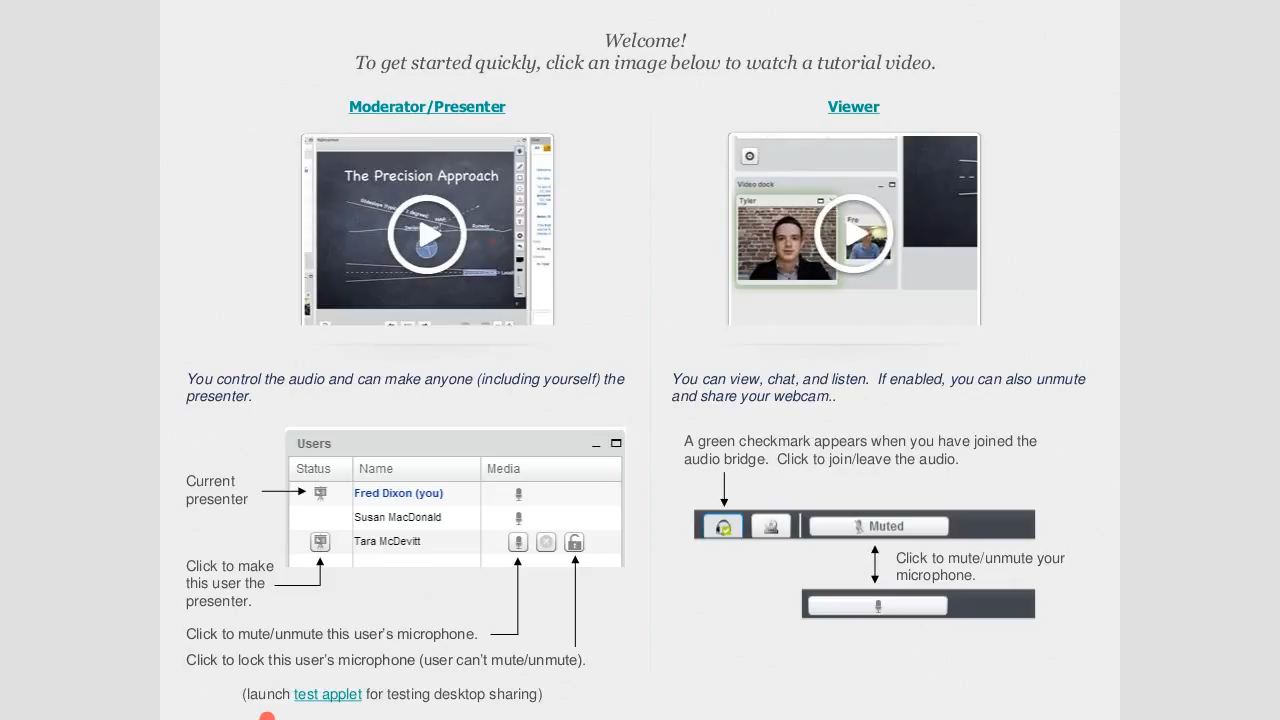 Welcome!
To get started quickly, click an image below to watch a tutorial video.
Moderator/Presenter
The Precision Approach
You control the audio and can make anyone (including yourself) the
presenter.
Users
Status Name Media
Current
presenter
Fred Dixon (you)
Susan MacDonald
Tara McDevitt
Click to make
this user the
presenter.
Click to mute/unmute this user's microphone.
Click to lock this user's microphone (user can't mute/unmute).
(launch test applet for testing desktop sharing)
Viewer
Video dock
Tyler
Fre
You can view, chat, and listen. If enabled, you can also unmute
and share your webcam..
A green checkmark appears when you have joined the
audio bridge. Click to join/leave the audio.
Muted
Click to mute/unmute your
microphone.